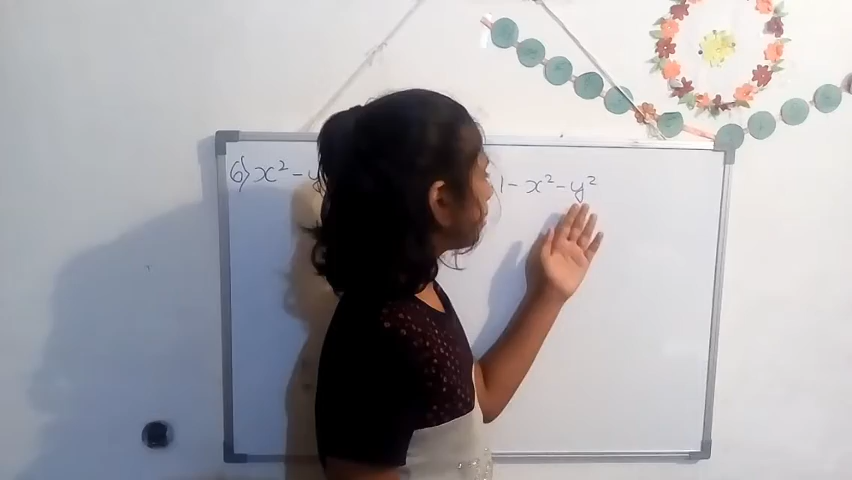 6) x² - y 1 - x² - y²